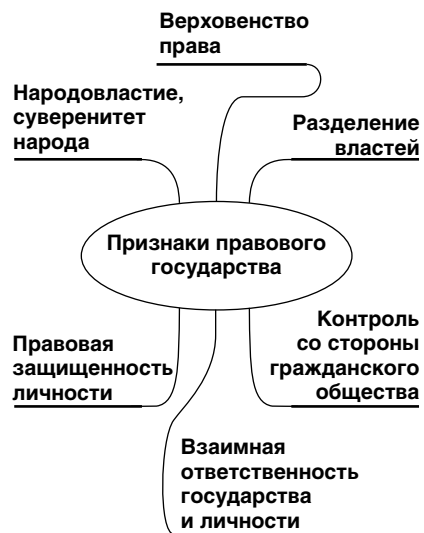 Верховенство
права
Народовластие,
суверенитет
народа
Разделение
властей
Признаки правового
государства
Правовая
защищенность
личности
Контроль
со стороны
гражданского
общества
Взаимная
ответственность
государства
и личности